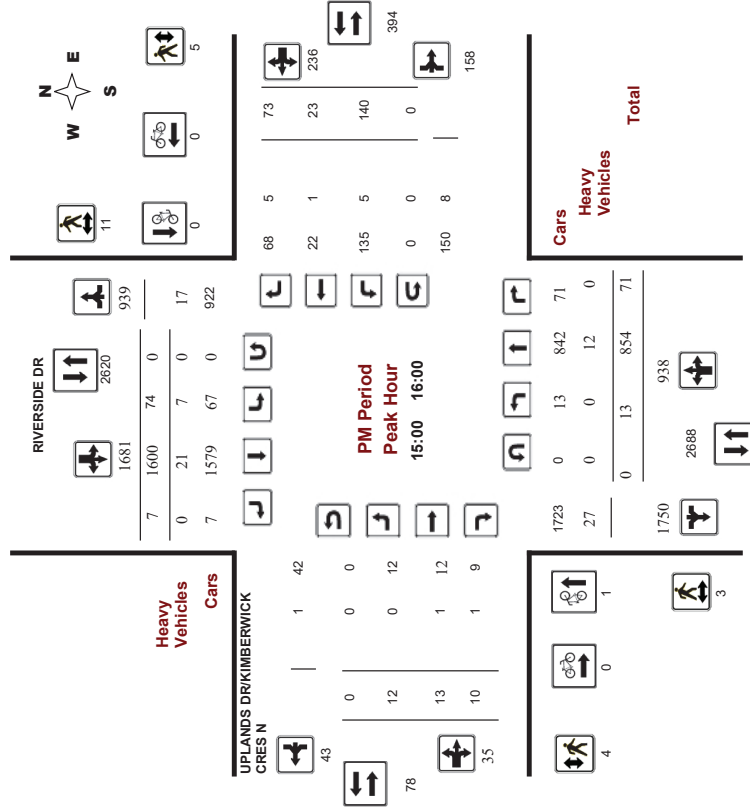 N
W E
S
RIVERSIDE DR
2620
1681
939
11
0
0
5
7 1600 74 0
0 21 7 0 17
7 1579 67 0 922
Heavy
Vehicles
Cars
UPLANDS DR/KIMBERWICK
CRES N
43
78
35
1 42
0 0 0
12 0 12
13 1 12
10 1 9
PM Period
Peak Hour
15:00 16:00
68 5 73
22 1 23
135 5 140
0 0 0
150 8
236
394
158
1723 0 13 842 71
27 0 0 12 0
0 13 854 71
1750
2688
938
Cars
Heavy
Vehicles
Total
4
0
1
3